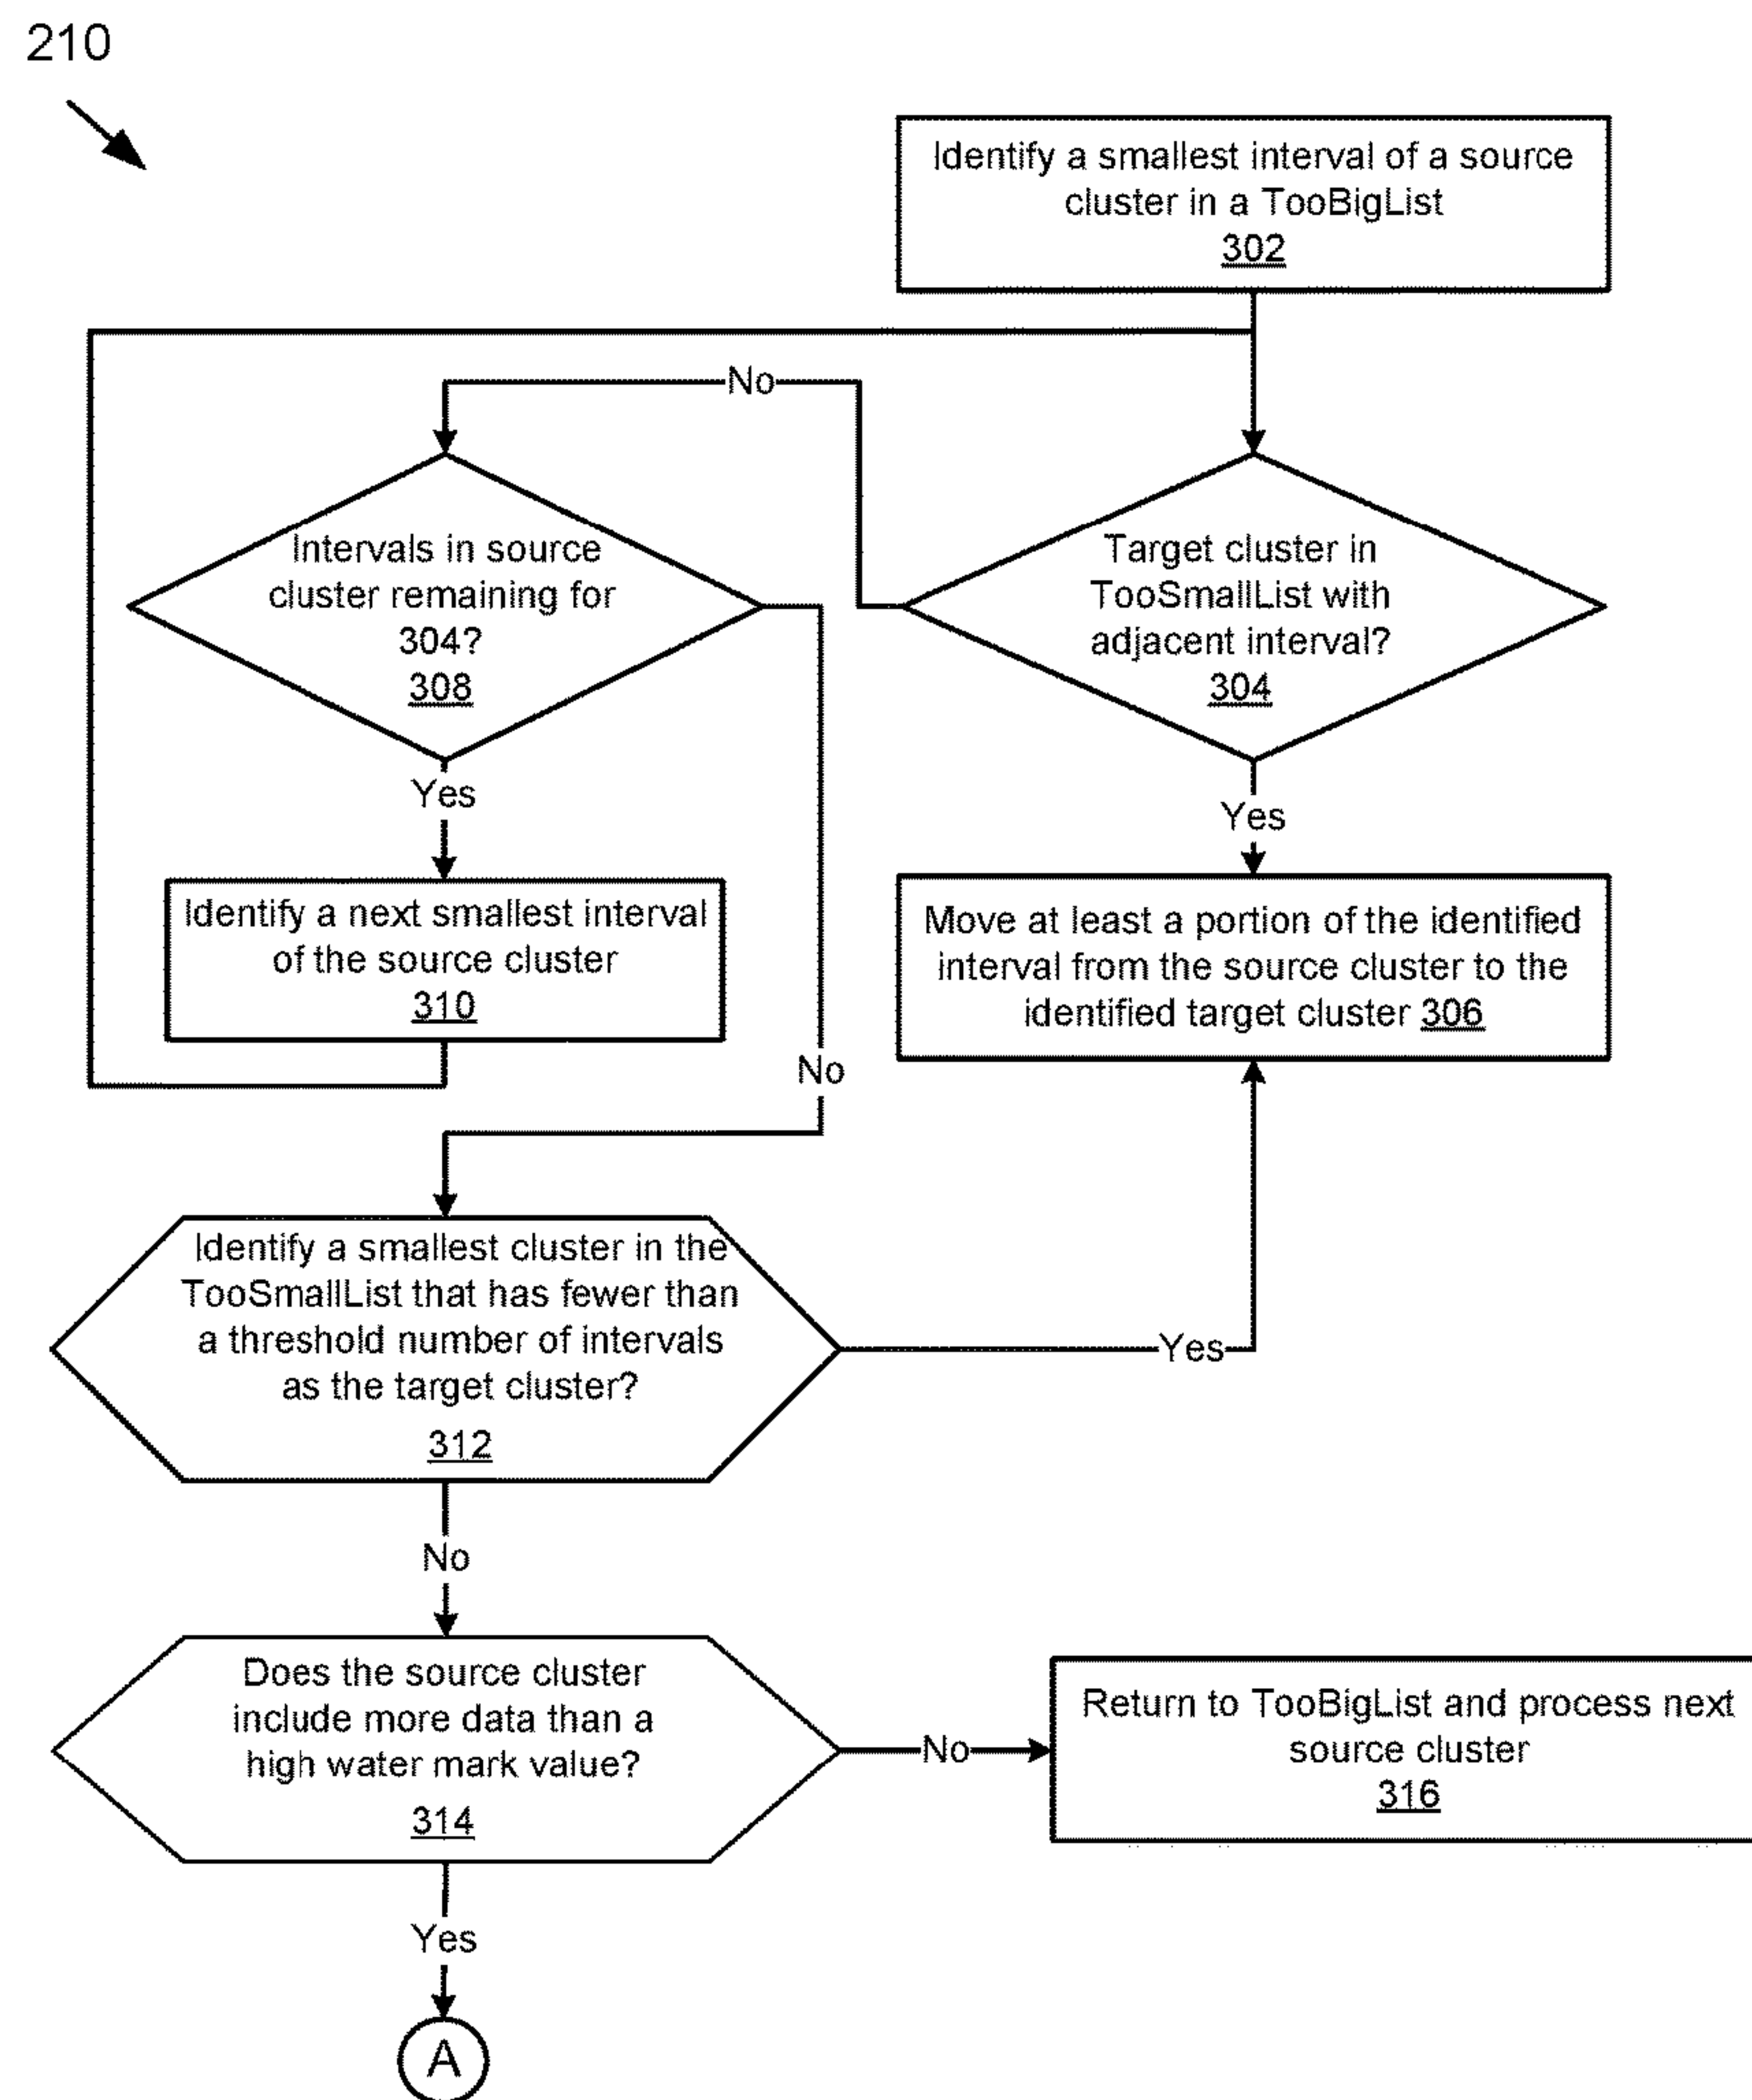 210
Identify a smallest interval of a source
cluster in a TooBigList
302
No
Intervals in source
cluster remaining for
304?
308
Target cluster in
TooSmallList with
adjacent interval?
304
Yes
Yes
Identify a next smallest interval
of the source cluster
310
Move at least a portion of the identified
interval from the source cluster to the
identified target cluster 306
No
Identify a smallest cluster in the
TooSmallList that has fewer than
a threshold number of intervals
as the target cluster?
312
Yes
No
Does the source cluster
include more data than a
high water mark value?
314
No
Return to TooBigList and process next
source cluster
316
Yes
A